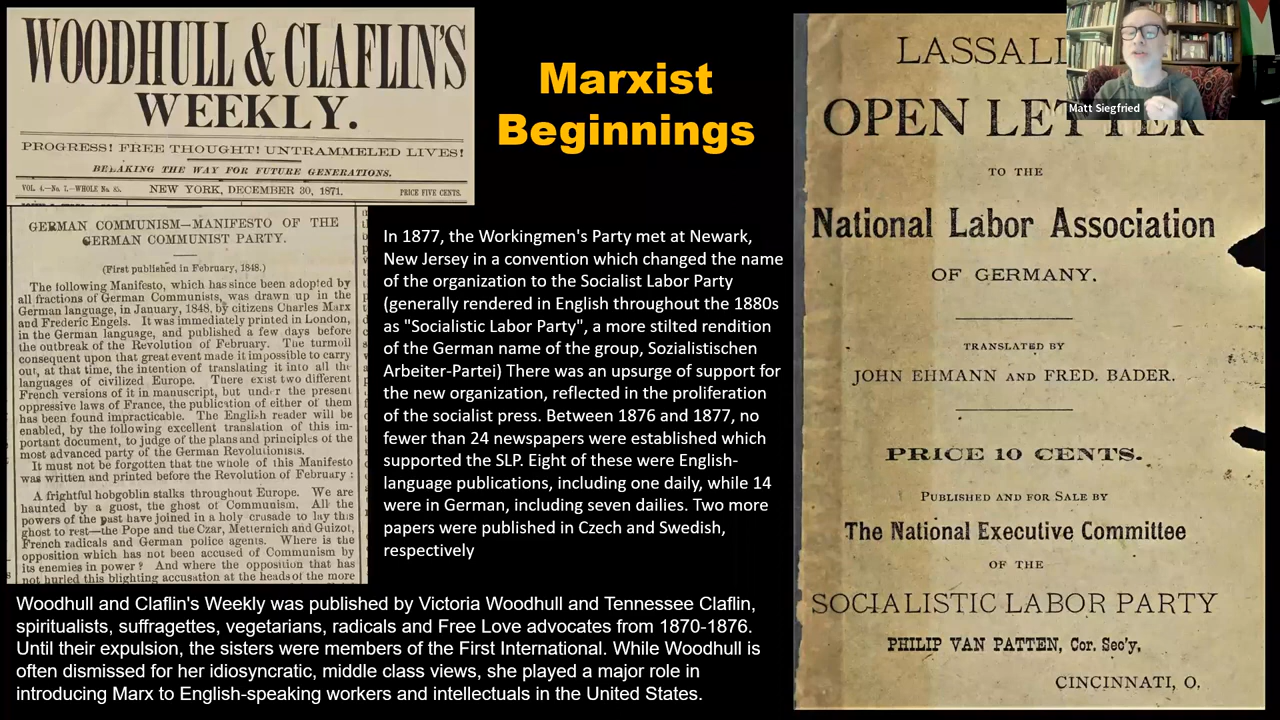 WOODHULL & CLAFLIN'S
WEEKLY.
PROGRESS! FREE THOUGHT! UNTRAMMELED LIVES!
BREAKING THE WAY FOR FUTURE GENERATIONS.
VOL. 4.—No. 7.—WHOLE No. 85.
NEW YORK, DECEMBER 30, 1871.
PRICE FIVE CENTS.
GERMAN COMMUNISM—MANIFESTO OF THE
GERMAN COMMUNIST PARTY.
(First published in February, 1848.)
The following Manifesto, which has since been adopted by
all fractions of German Communists, was drawn up in the
German language, in January, 1848, by citizens Charles Marx
and Frederic Engels. It was immediately printed in London,
in the German language, and published a few days before
the outbreak of the Revolution of February. The turmoil
consequent upon that great event made it impossible to carry
out, at that time, the intention of translating it into all the
languages of civilized Europe. There exist two different
French versions of it in manuscript, but under the present
oppressive laws of France, the publication of either of them
has been found impracticable. The English reader will be
enabled, by the following excellent translation of this im-
portant document, to judge of the plans and principles of the
most advanced party of the German Revolutionists.
It must not be forgotten that the whole of this Manifesto
was written and printed before the Revolution of February:
A frightful hobgoblin stalks throughout Europe. We are
haunted by a ghost, the ghost of Communism. All the
powers of the past have joined in a holy crusade to lay this
ghost to rest—the Pope and the Czar, Metternich and Guizot,
French radicals and German police agents. Where is the
opposition which has not been accused of Communism by
its enemies in power? And where the opposition that has
not hurled this blighting accusation at the heads of the more
Marxist
Beginnings
In 1877, the Workingmen's Party met at Newark,
New Jersey in a convention which changed the name
of the organization to the Socialist Labor Party
(generally rendered in English throughout the 1880s
as "Socialistic Labor Party", a more stilted rendition
of the German name of the group, Sozialistischen
Arbeiter-Partei) There was an upsurge of support for
the new organization, reflected in the proliferation
of the socialist press. Between 1876 and 1877, no
fewer than 24 newspapers were established which
supported the SLP. Eight of these were English-
language publications, including one daily, while 14
were in German, including seven dailies. Two more
papers were published in Czech and Swedish,
respectively
Woodhull and Claflin's Weekly was published by Victoria Woodhull and Tennessee Claflin,
spiritualists, suffragettes, vegetarians, radicals and Free Love advocates from 1870-1876.
Until their expulsion, the sisters were members of the First International. While Woodhull is
often dismissed for her idiosyncratic, middle class views, she played a major role in
introducing Marx to English-speaking workers and intellectuals in the United States.
LASSALL
OPEN LETTER
TO THE
National Labor Association
OF GERMANY.
TRANSLATED BY
JOHN EHMANN AND FRED. BADER.
PRICE 10 CENTS.
PUBLISHED AND FOR SALE BY
The National Executive Committee
OF THE
SOCIALISTIC LABOR PARTY
PHILIP VAN PATTEN, Cor. Sec'y,
CINCINNATI, O.
Matt Siegfried